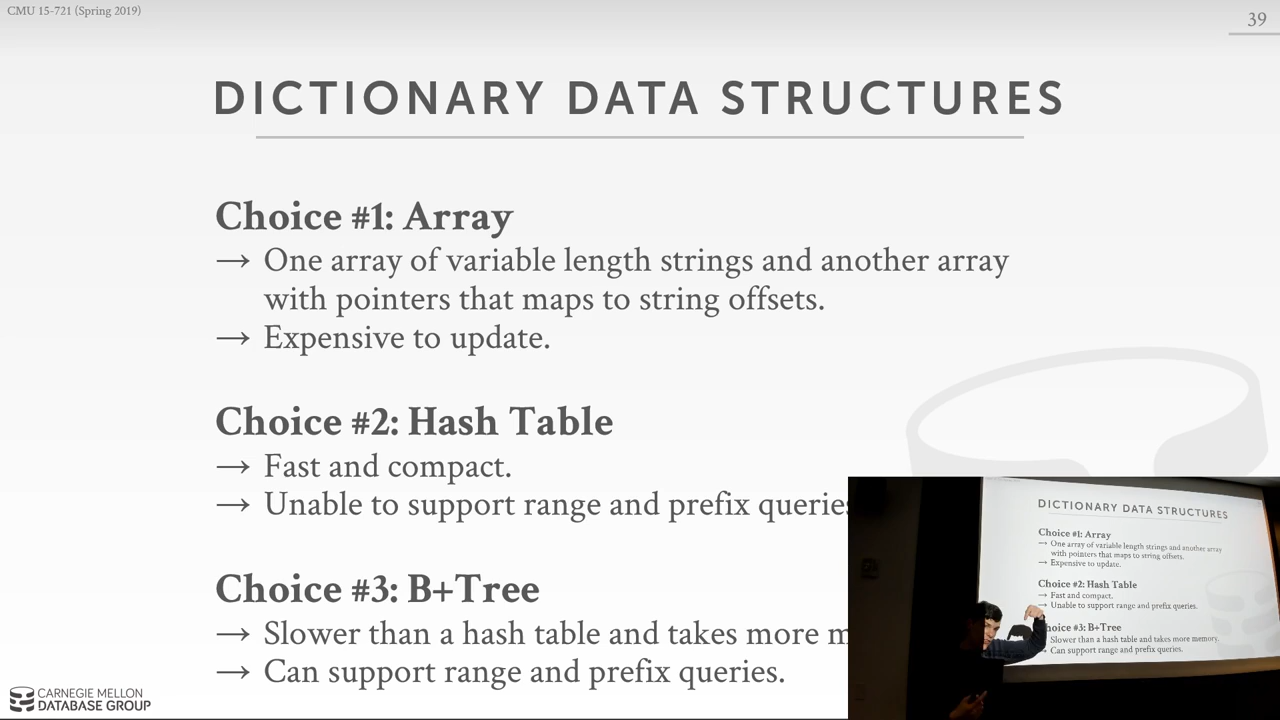 CMU 15-721 (Spring 2019)
39
DICTIONARY DATA STRUCTURES
Choice #1: Array
→ One array of variable length strings and another array
with pointers that maps to string offsets.
→ Expensive to update.
Choice #2: Hash Table
→ Fast and compact.
→ Unable to support range and prefix queries
Choice #3: B+Tree
→ Slower than a hash table and takes more m
→ Can support range and prefix queries.
CARNEGIE MELLON
DATABASE GROUP
DICTIONARY DATA STRUCTURES
Choice #1: Array
→ One array of variable length strings and another array
with pointers that maps to string offsets.
→ Expensive to update.
Choice #2: Hash Table
→ Fast and compact.
→ Unable to support range and prefix queries.
hoice #3: B+Tree
Slower than a hash table and takes more memory.
→ Can support range and prefix queries.